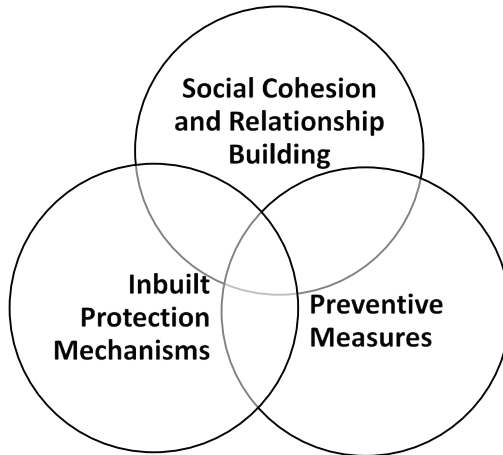 Social Cohesion
and Relationship
Building
Inbuilt
Protection
Mechanisms
Preventive
Measures